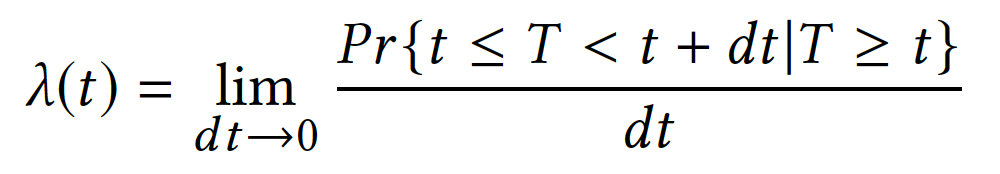 λ(t) = lim_{dt→0} Pr{t ≤ T < t + dt|T ≥ t} / dt